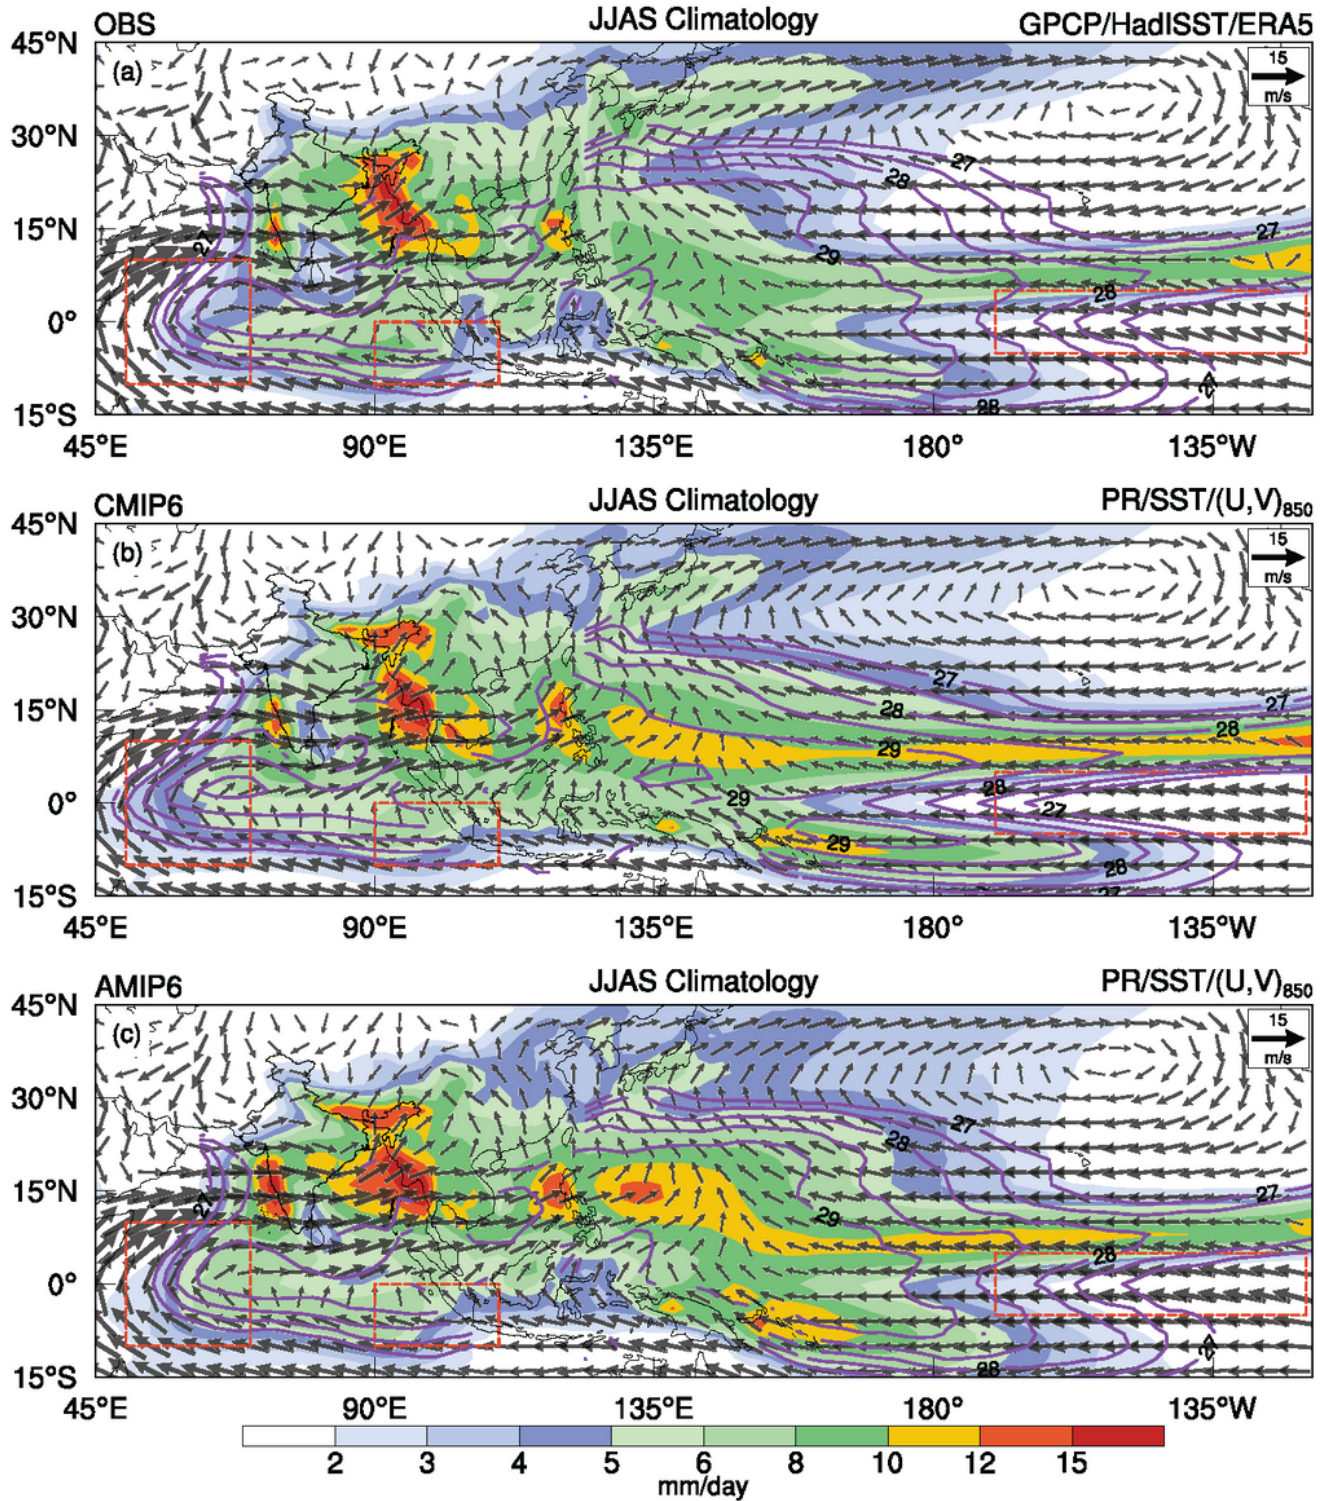 OBS JJAS Climatology GPCP/HadISST/ERA5
45°N (a) 15
m/s
30°N 27
28
15°N 27 29 27
0° 28
15°S 28 27
45°E 90°E 135°E 180° 135°W
CMIP6 JJAS Climatology PR/SST/(U,V)850
45°N (b) 15
m/s
30°N
27
15°N 28 27
29 28
0° 29 28 27
29
15°S 28 27
45°E 90°E 135°E 180° 135°W
AMIP6 JJAS Climatology PR/SST/(U,V)850
45°N (c) 15
m/s
30°N 27
28
15°N 27 29 27
0° 28
15°S 28 27
45°E 90°E 135°E 180° 135°W
2 3 4 5 6 8 10 12 15
mm/day